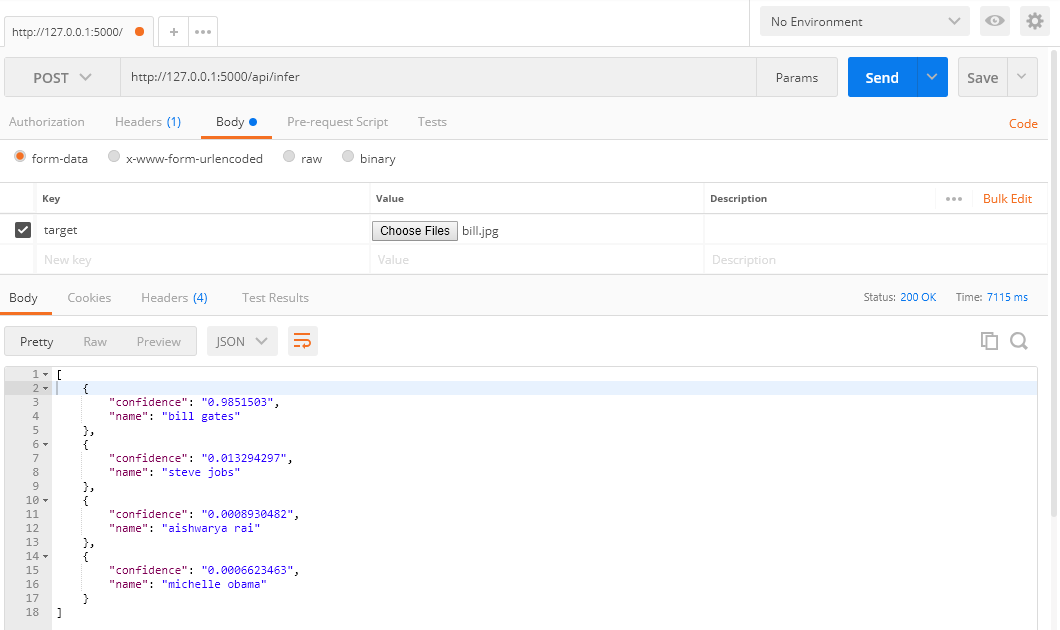 http://127.0.0.1:5000/ + ••• No Environment
POST http://127.0.0.1:5000/api/infer Params Send Save
Authorization Headers (1) Body Pre-request Script Tests Code
form-data x-www-form-urlencoded raw binary
Key Value Description ••• Bulk Edit
target Choose Files bill.jpg
New key Value Description
Body Cookies Headers (4) Test Results Status: 200 OK Time: 7115 ms
Pretty Raw Preview JSON
1 [
2 {
3 "confidence": "0.9851503",
4 "name": "bill gates"
5 },
6 {
7 "confidence": "0.013294297",
8 "name": "steve jobs"
9 },
10 {
11 "confidence": "0.0008930482",
12 "name": "aishwarya rai"
13 },
14 {
15 "confidence": "0.0006623463",
16 "name": "michelle obama"
17 }
18 ]